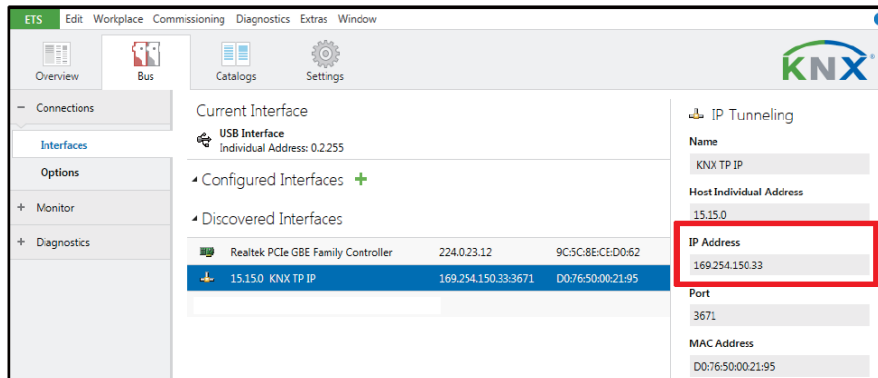 ETS Edit Workplace Commissioning Diagnostics Extras Window
Overview Bus Catalogs Settings
KNX
Connections
Interfaces
Options
Monitor
Diagnostics
Current Interface
USB Interface
Individual Address: 0.2.255
Configured Interfaces
Discovered Interfaces
Realtek PCIe GBE Family Controller 224.0.23.12 9C:5C:8E:CE:D0:62
15.15.0 KNX TP IP 169.254.150.33:3671 D0:76:50:00:21:95
IP Tunneling
Name
KNX TP IP
Host Individual Address
15.15.0
IP Address
169.254.150.33
Port
3671
MAC Address
D0:76:50:00:21:95